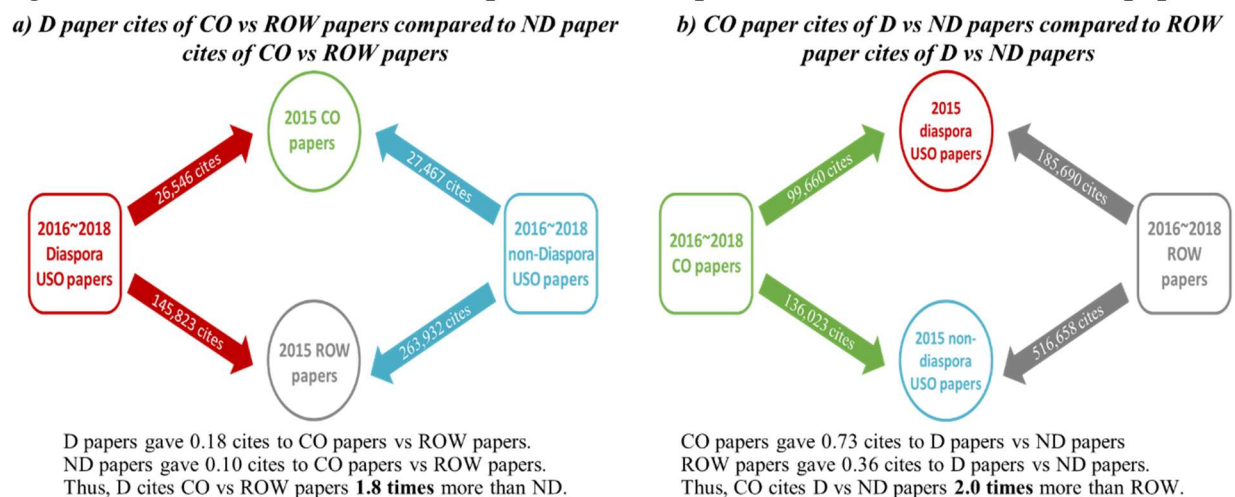 a) D paper cites of CO vs ROW papers compared to ND paper
cites of CO vs ROW papers
2015 CO
papers
26,546 cites
27,467 cites
2016~2018
Diaspora
USO papers
2016~2018
non-Diaspora
USO papers
145,823 cites
263,932 cites
2015 ROW
papers
D papers gave 0.18 cites to CO papers vs ROW papers.
ND papers gave 0.10 cites to CO papers vs ROW papers.
Thus, D cites CO vs ROW papers 1.8 times more than ND.
b) CO paper cites of D vs ND papers compared to ROW
paper cites of D vs ND papers
2015
diaspora
USO papers
99,660 cites
185,690 cites
2016~2018
CO papers
2016~2018
ROW
papers
136,023 cites
516,658 cites
2015 non-
diaspora
USO papers
CO papers gave 0.73 cites to D papers vs ND papers
ROW papers gave 0.36 cites to D papers vs ND papers.
Thus, CO cites D vs ND papers 2.0 times more than ROW.